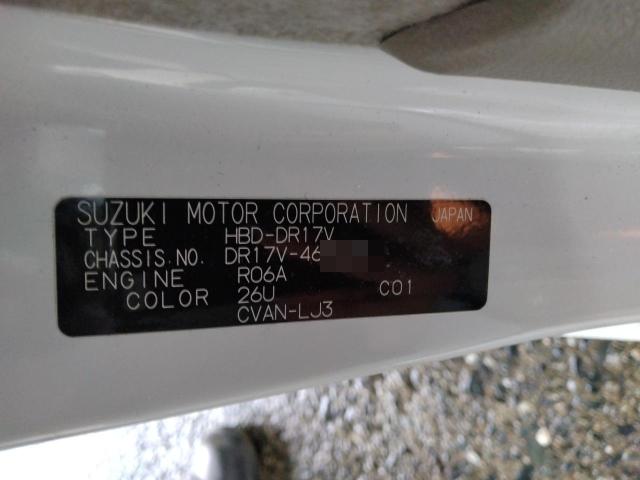 SUZUKI MOTOR CORPORATION JAPAN
TYPE HBD-DR17V
CHASSIS.NO. DR17V-46
ENGINE R06A
COLOR 26U C01
CVAN-LJ3